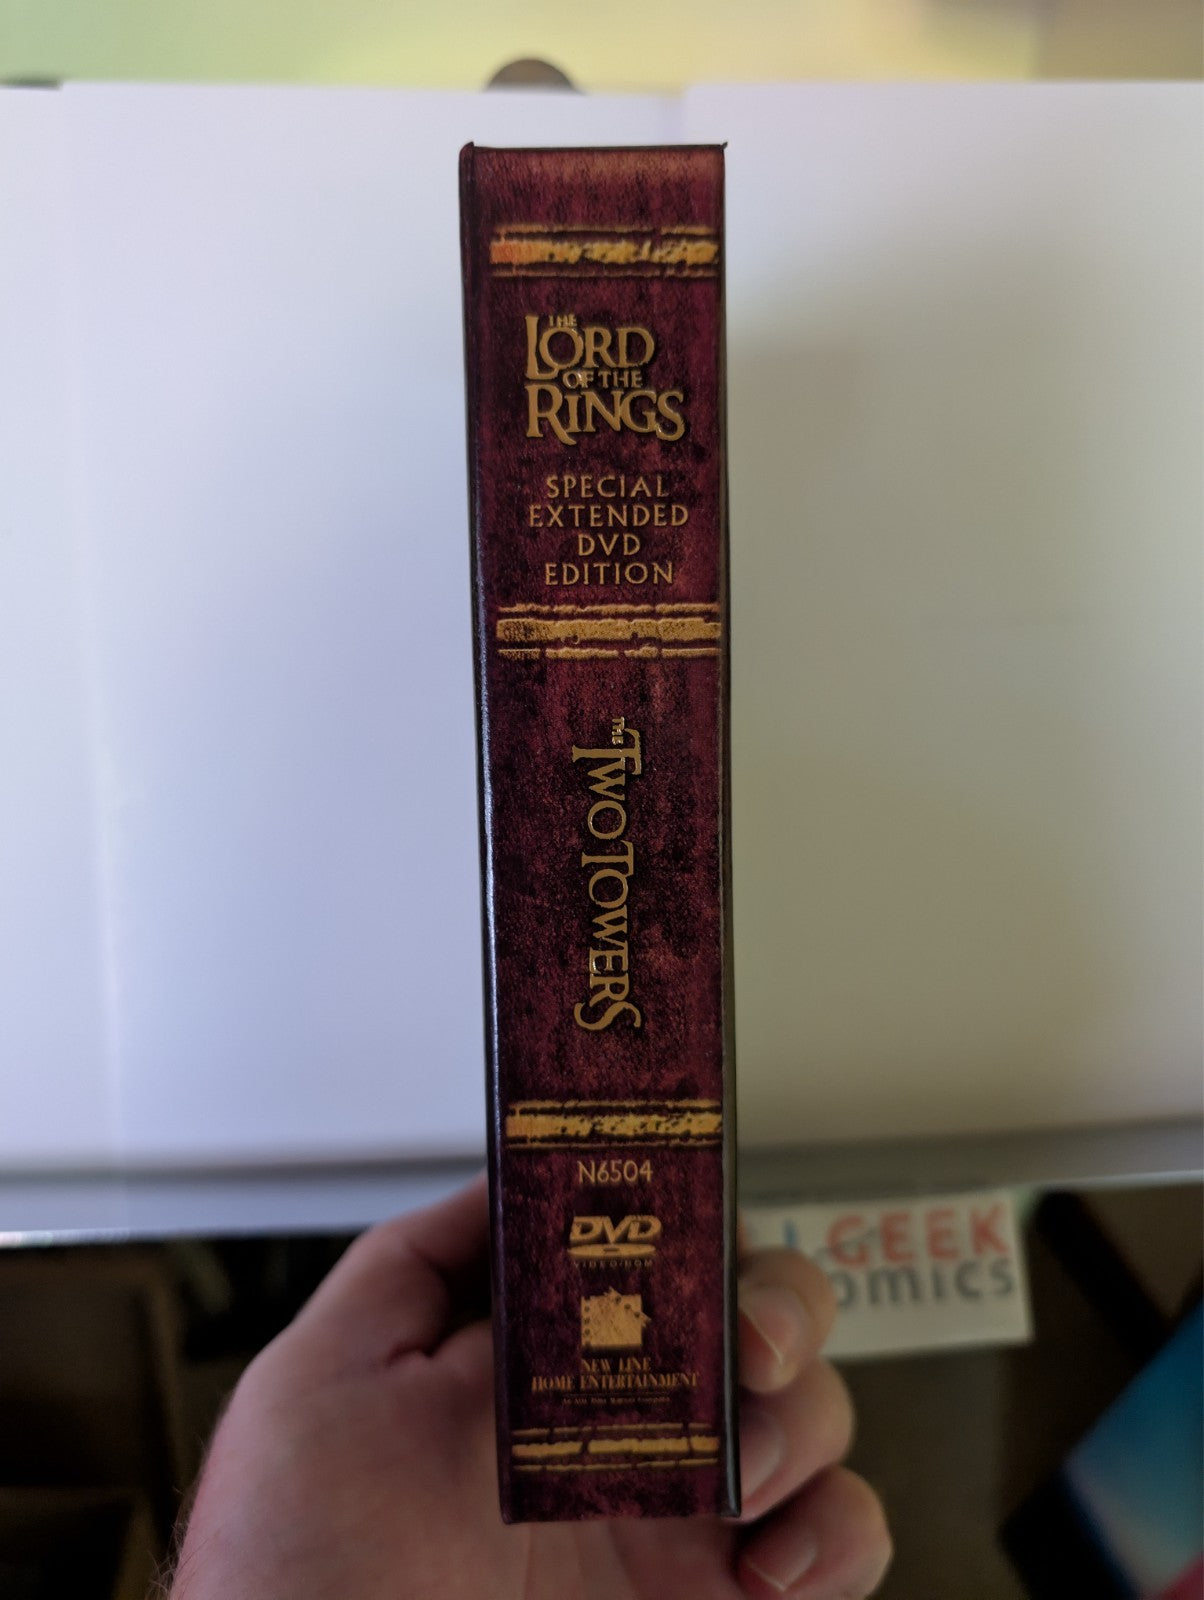 THE
LORD
OF THE
RINGS
SPECIAL
EXTENDED
DVD
EDITION
THE TWO TOWERS
N6504
DVD
VIDEO/ROM
NEW LINE
HOME ENTERTAINMENT
GEEK
OMICS